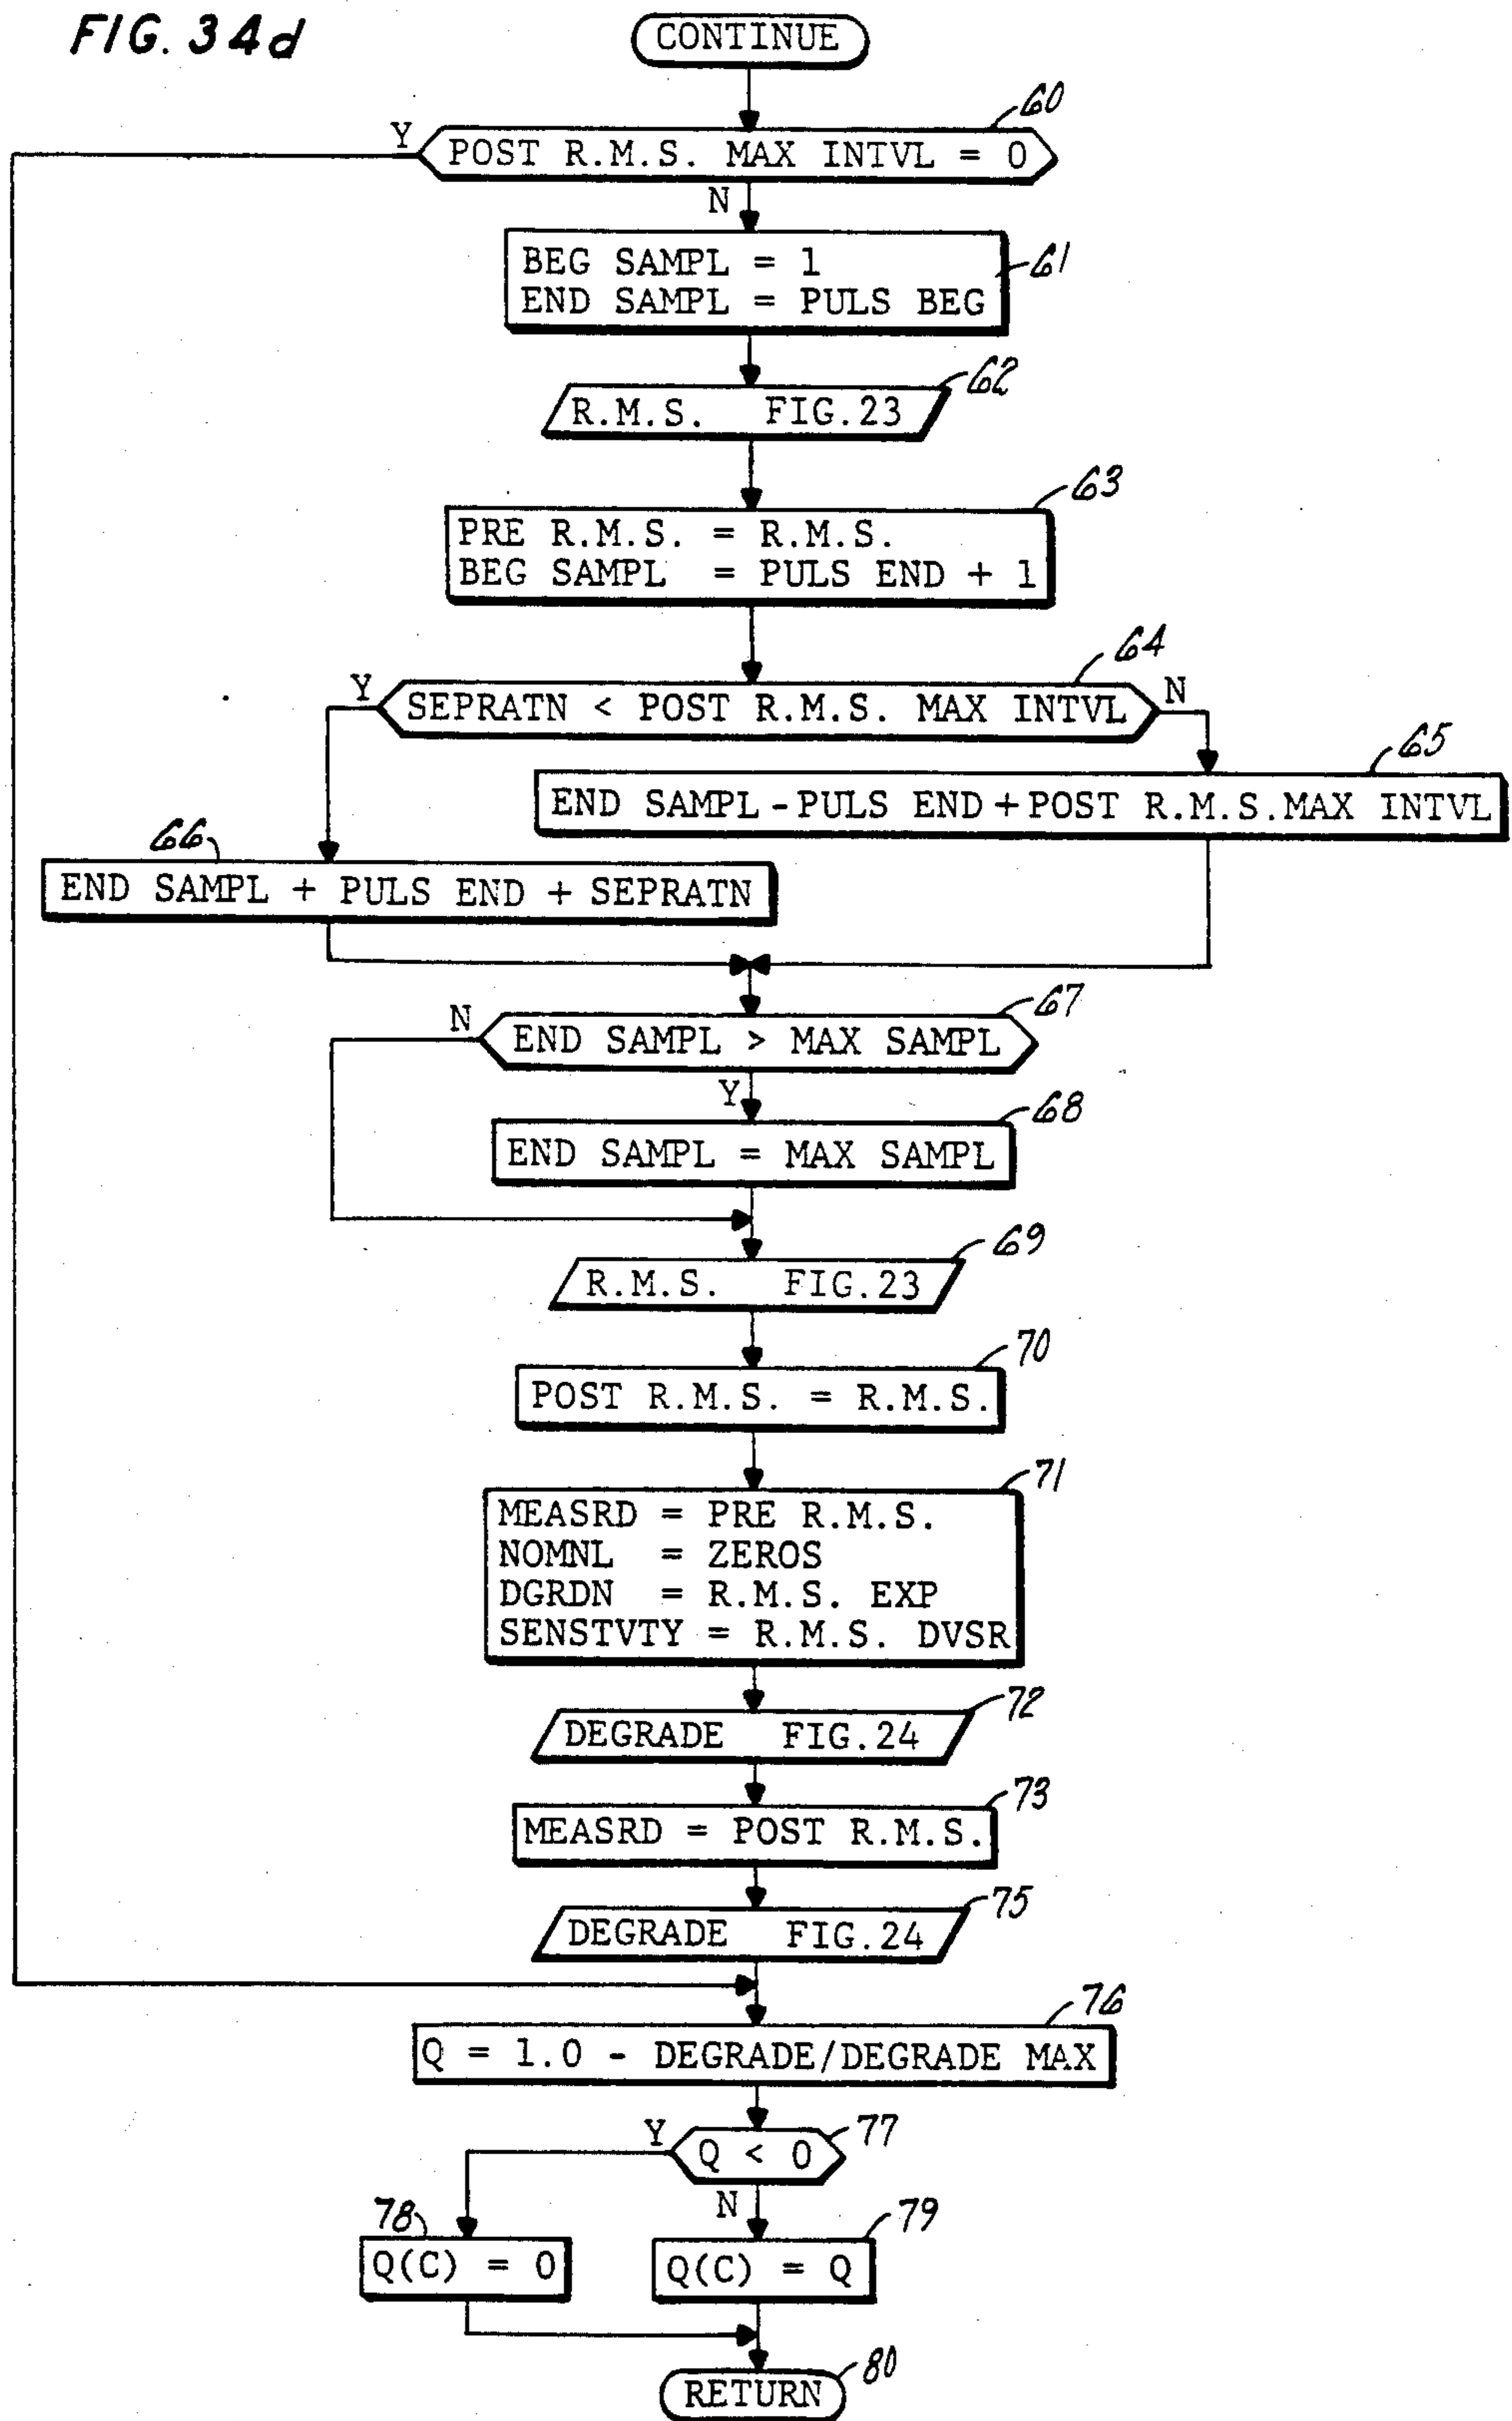 FIG. 34d
CONTINUE
60
Y
POST R.M.S. MAX INTVL = 0
N
BEG SAMPL = 1
END SAMPL = PULS BEG
61
62
R.M.S. FIG.23
63
PRE R.M.S. = R.M.S.
BEG SAMPL = PULS END + 1
64
Y
SEPRATN < POST R.M.S. MAX INTVL
N
65
END SAMPL - PULS END + POST R.M.S. MAX INTVL
66
END SAMPL + PULS END + SEPRATN
67
N
END SAMPL > MAX SAMPL
Y
68
END SAMPL = MAX SAMPL
69
R.M.S. FIG.23
70
POST R.M.S. = R.M.S.
71
MEASRD = PRE R.M.S.
NOMNL = ZEROS
DGRDN = R.M.S. EXP
SENSTVTY = R.M.S. DVSR
72
DEGRADE FIG.24
73
MEASRD = POST R.M.S.
75
DEGRADE FIG.24
76
Q = 1.0 - DEGRADE/DEGRADE MAX
77
Y
Q < 0
N
78
Q(C) = 0
79
Q(C) = Q
80
RETURN